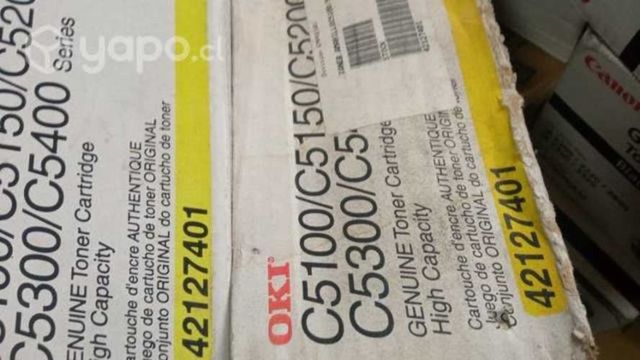 yapo.cl
C5300/C5400 Series
GENUINE Toner Cartridge
High Capacity
Cartouche d'encre AUTHENTIQUE
Juego de cartucho de toner ORIGINAL
Conjunto ORIGINAL do cartucho de toner
42127401
OKI
C5100/C5150/C5200
C5300/C5
GENUINE Toner Cartridge
High Capacity
Cartouche d'encre AUTHENTIQUE
Juego de cartucho de toner
Conjunto ORIGINAL do cartucho de
42127401
Canon